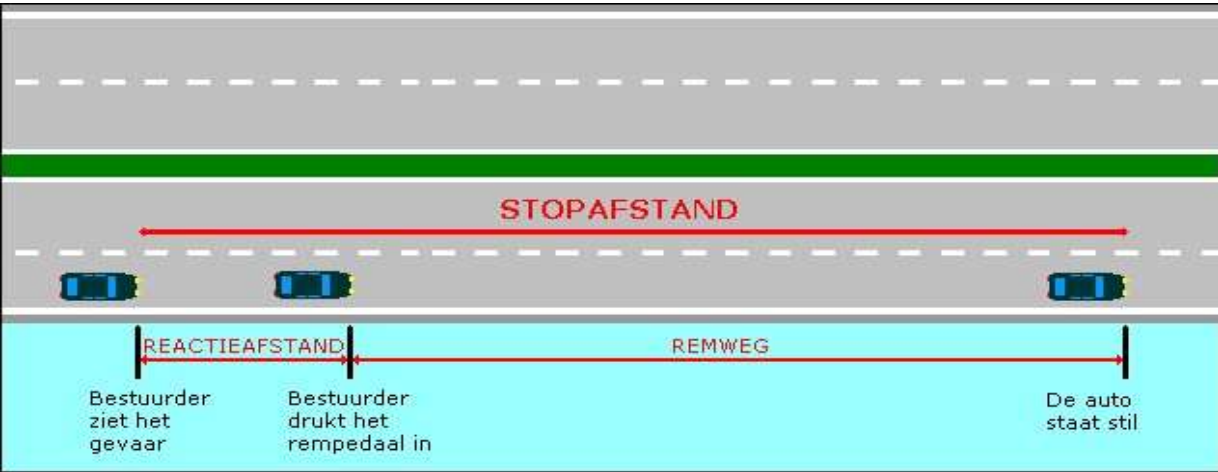 STOPAFSTAND
REACTIEAFSTAND
REMWEG
Bestuurder
ziet het
gevaar
Bestuurder
drukt het
rempedaal in
De auto
staat stil